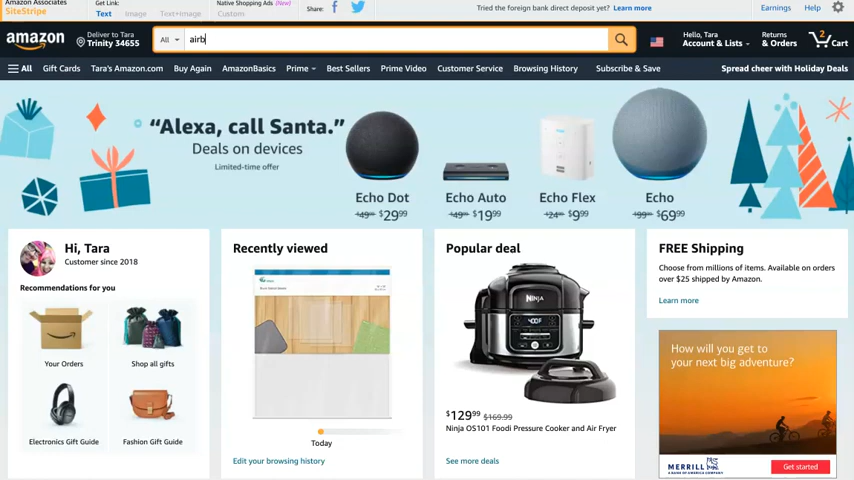 Amazon Associates
SiteStripe
Get Link:
Text Image Text+Image
Native Shopping Ads (New)
Custom
Share:
Tried the foreign bank direct deposit yet? Learn more
Earnings Help
amazon
Deliver to Tara
Trinity 34655
All
airb
Hello, Tara
Account & Lists
Returns
& Orders
2
Cart
All Gift Cards Tara's Amazon.com Buy Again AmazonBasics Prime Best Sellers Prime Video Customer Service Browsing History Subscribe & Save Spread cheer with Holiday Deals
“Alexa, call Santa.”
Deals on devices
Limited-time offer
Echo Dot
$49.99 $29.99
Echo Auto
$49.99 $19.99
Echo Flex
$24.99 $9.99
Echo
$99.99 $69.99
Hi, Tara
Customer since 2018
Recommendations for you
Your Orders
Shop all gifts
Electronics Gift Guide
Fashion Gift Guide
Recently viewed
Today
Edit your browsing history
Popular deal
NINJA
400F
$129.99 $169.99
Ninja OS101 Foodi Pressure Cooker and Air Fryer
See more deals
FREE Shipping
Choose from millions of items. Available on orders
over $25 shipped by Amazon.
Learn more
How will you get to
your next big adventure?
MERRILL
A BANK OF AMERICA COMPANY
Get started